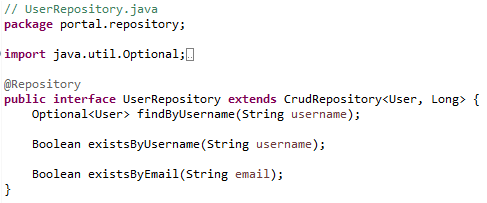 // UserRepository.java
package portal.repository;
import java.util.Optional;
@Repository
public interface UserRepository extends CrudRepository<User, Long> {
Optional<User> findByUsername(String username);
Boolean existsByUsername(String username);
Boolean existsByEmail(String email);
}